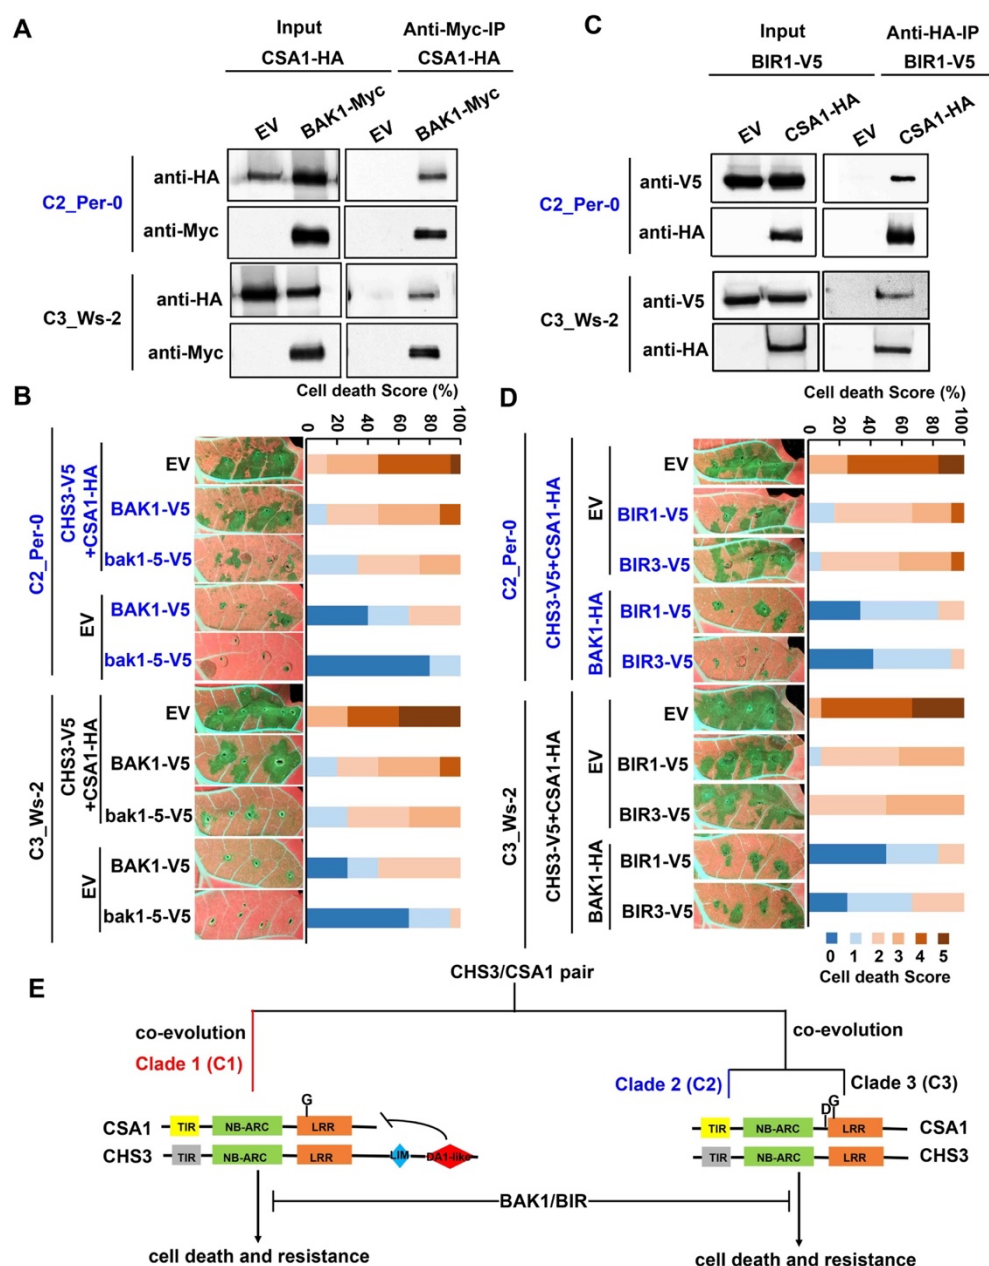 A
Input
Anti-Myc-IP
CSA1-HA
CSA1-HA
EV
BAK1-Myc
EV
BAK1-Myc
C2_Per-0
anti-HA
anti-Myc
C3_Ws-2
anti-HA
anti-Myc
C
Input
Anti-HA-IP
BIR1-V5
BIR1-V5
EV
CSA1-HA
EV
CSA1-HA
C2_Per-0
anti-V5
anti-HA
C3_Ws-2
anti-V5
anti-HA
B
Cell death Score (%)
0
20
40
60
80
100
C2_Per-0
CHS3-V5
+CSA1-HA
EV
BAK1-V5
bak1-5-V5
EV
BAK1-V5
bak1-5-V5
C3_Ws-2
CHS3-V5
+CSA1-HA
EV
BAK1-V5
bak1-5-V5
EV
BAK1-V5
bak1-5-V5
D
Cell death Score (%)
0
20
40
60
80
100
C2_Per-0
CHS3-V5+CSA1-HA
EV
EV
BIR1-V5
BIR3-V5
BAK1-HA
BIR1-V5
BIR3-V5
C3_Ws-2
CHS3-V5+CSA1-HA
EV
EV
BIR1-V5
BIR3-V5
BAK1-HA
BIR1-V5
BIR3-V5
0 1 2 3 4 5
Cell death Score
E
CHS3/CSA1 pair
co-evolution
Clade 1 (C1)
co-evolution
Clade 2 (C2)
Clade 3 (C3)
G
CSA1
TIR
NB-ARC
LRR
CHS3
TIR
NB-ARC
LRR
LIM
DA1-like
D
G
TIR
NB-ARC
LRR
CSA1
TIR
NB-ARC
LRR
CHS3
BAK1/BIR
cell death and resistance
cell death and resistance